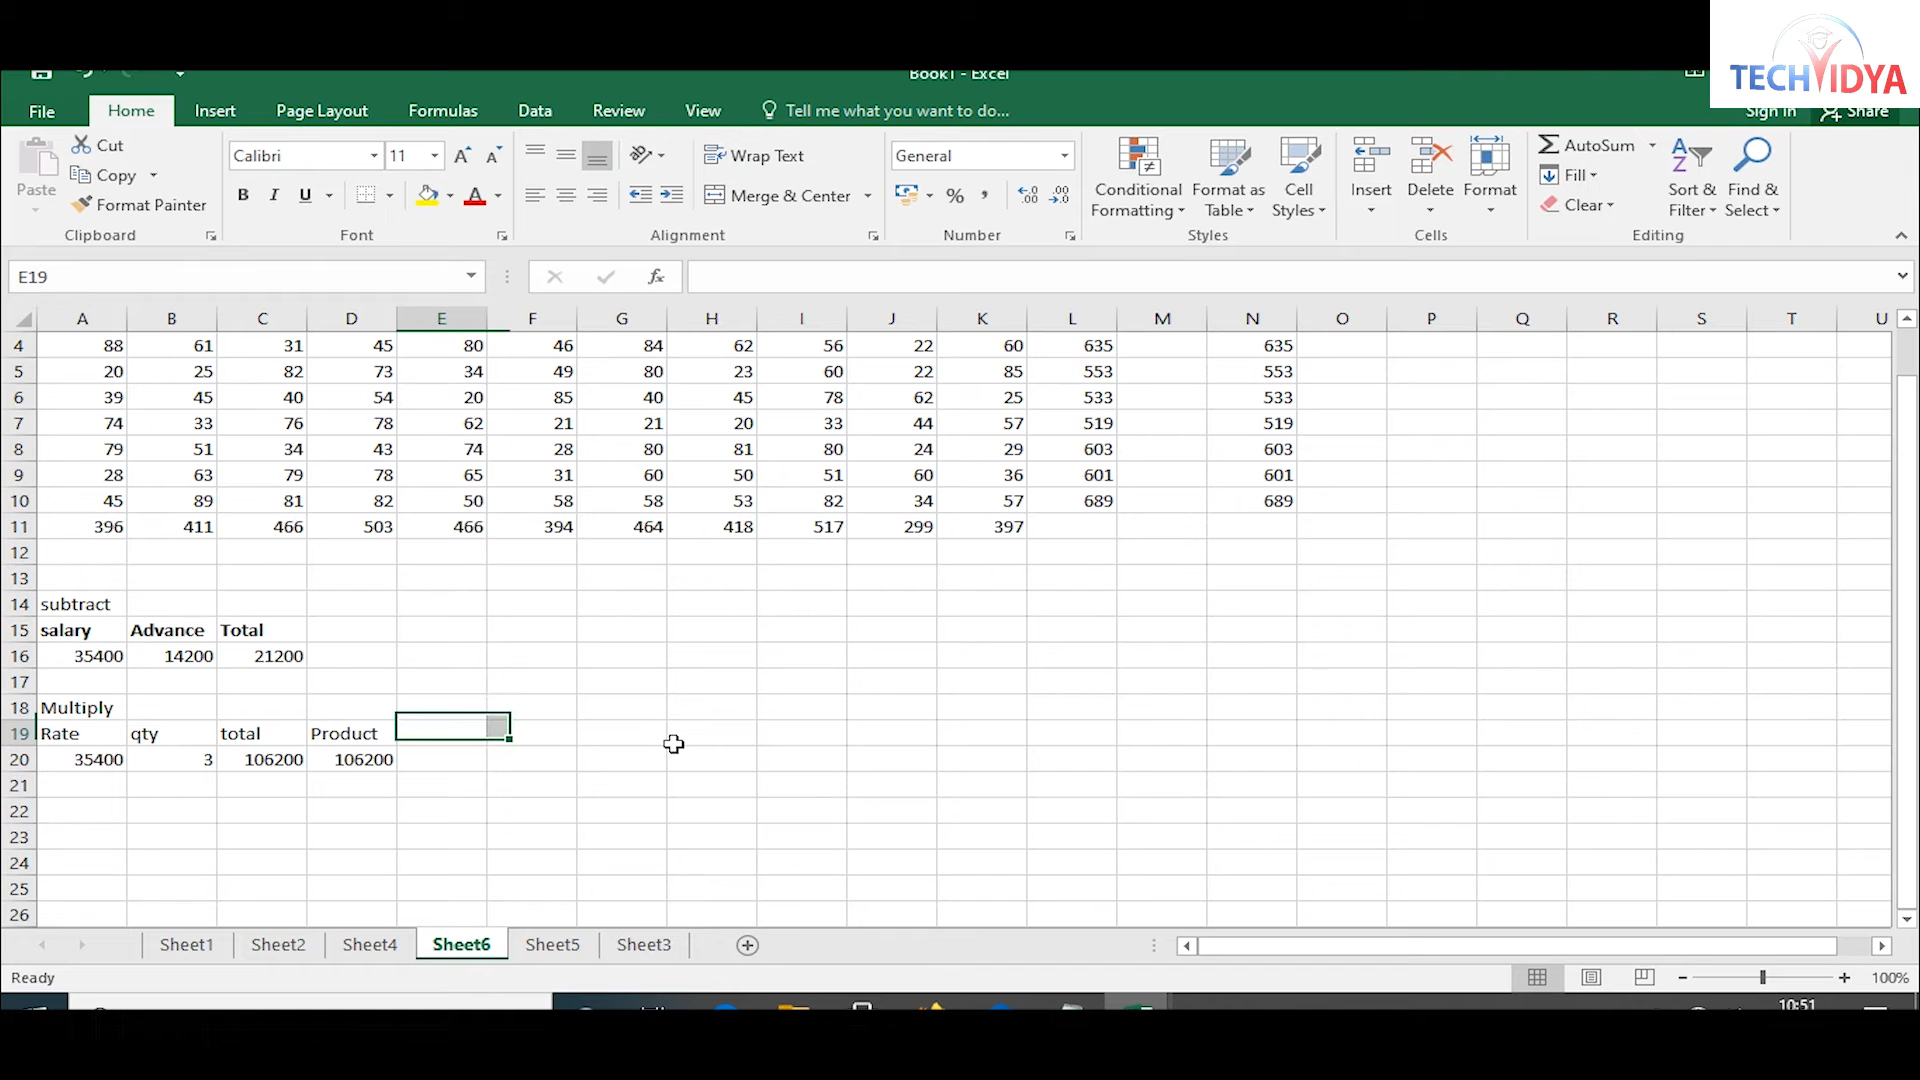 TECHVIDYA
Book1 - Excel
File Home Insert Page Layout Formulas Data Review View Tell me what you want to do... Sign in Share
Paste Cut Copy Format Painter Clipboard
Calibri 11 B I U A Font
Wrap Text Merge & Center Alignment
General % , Number
Conditional Formatting Format as Table Cell Styles Styles
Insert Delete Format Cells
AutoSum Fill Clear Sort & Filter Find & Select Editing
E19 fx
A B C D E F G H I J K L M N O P Q R S T U
4 88 61 31 45 80 46 84 62 56 22 60 635 635
5 20 25 82 73 34 49 80 23 60 22 85 553 553
6 39 45 40 54 20 85 40 45 78 62 25 533 533
7 74 33 76 78 62 21 21 20 33 44 57 519 519
8 79 51 34 43 74 28 80 81 80 24 29 603 603
9 28 63 79 78 65 31 60 50 51 60 36 601 601
10 45 89 81 82 50 58 58 53 82 34 57 689 689
11 396 411 466 503 466 394 464 418 517 299 397
12
13
14 subtract
15 salary Advance Total
16 35400 14200 21200
17
18 Multiply
19 Rate qty total Product
20 35400 3 106200 106200
21
22
23
24
25
26
Sheet1 Sheet2 Sheet4 Sheet6 Sheet5 Sheet3
Ready 100%
10:51